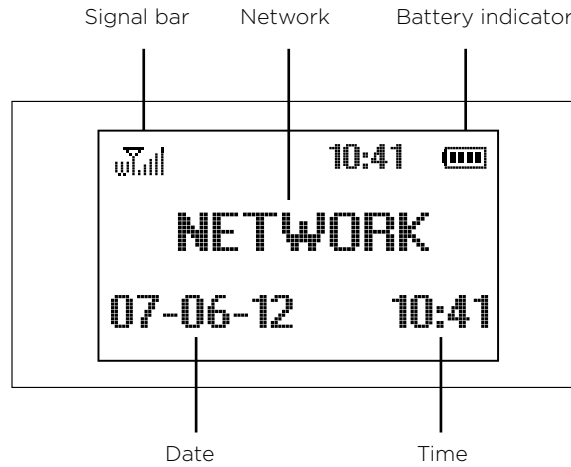 Signal bar Network Battery indicator
10:41
NETWORK
07-06-12 10:41
Date Time